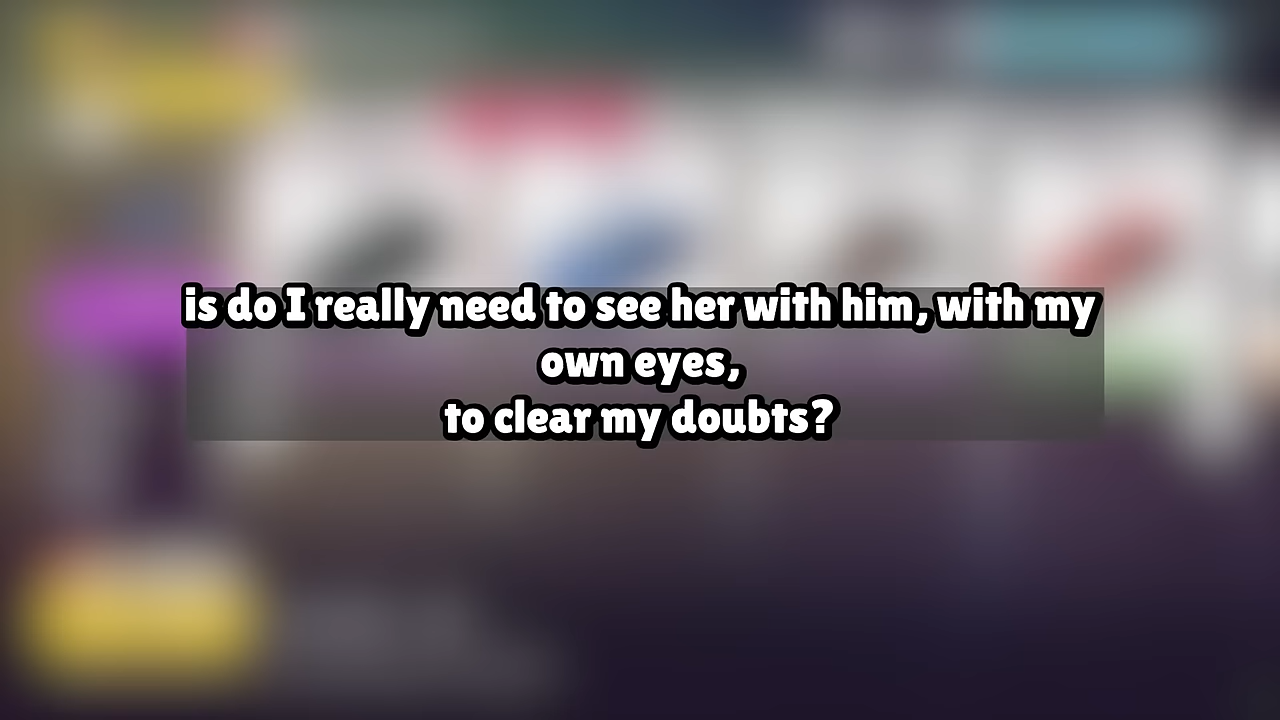 is do I really need to see her with him, with my
own eyes,
to clear my doubts?